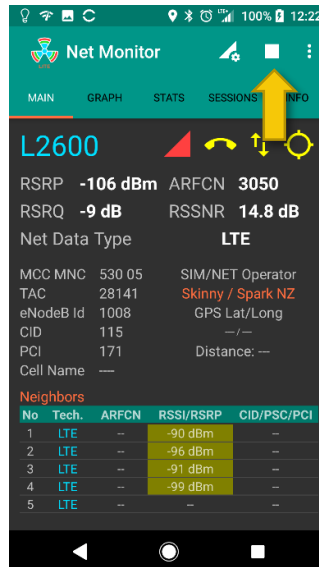 LTE+ 100% 12:22
LITE Net Monitor
MAIN GRAPH STATS SESSIONS INFO
L2600
RSRP -106 dBm ARFCN 3050
RSRQ -9 dB RSSNR 14.8 dB
Net Data Type LTE
MCC MNC 530 05 SIM/NET Operator
TAC 28141 Skinny / Spark NZ
eNodeB Id 1008 GPS Lat/Long
CID 115 --/--
PCI 171 Distance: ---
Cell Name ----
Neighbors
No Tech. ARFCN RSSI/RSRP CID/PSC/PCI
1 LTE -- -90 dBm --
2 LTE -- -96 dBm --
3 LTE -- -91 dBm --
4 LTE -- -99 dBm --
5 LTE -- -- --